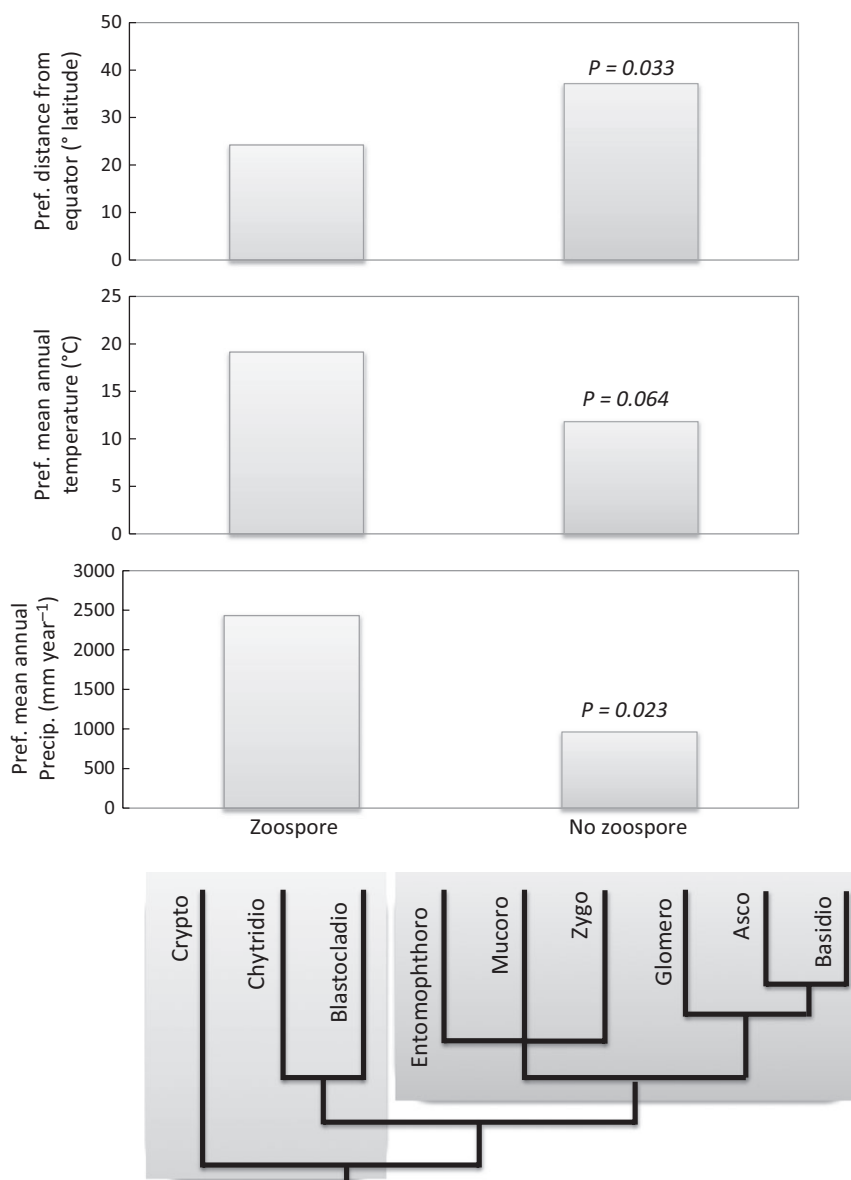 Pref. distance from
equator (° latitude)
50
40
30
20
10
0
P = 0.033
Pref. mean annual
temperature (°C)
25
20
15
10
5
0
P = 0.064
Pref. mean annual
Precip. (mm year⁻¹)
3000
2500
2000
1500
1000
500
0
P = 0.023
Zoospore
No zoospore
Crypto
Chytridio
Blastocladio
Entomophthoro
Mucoro
Zygo
Glomero
Asco
Basidio